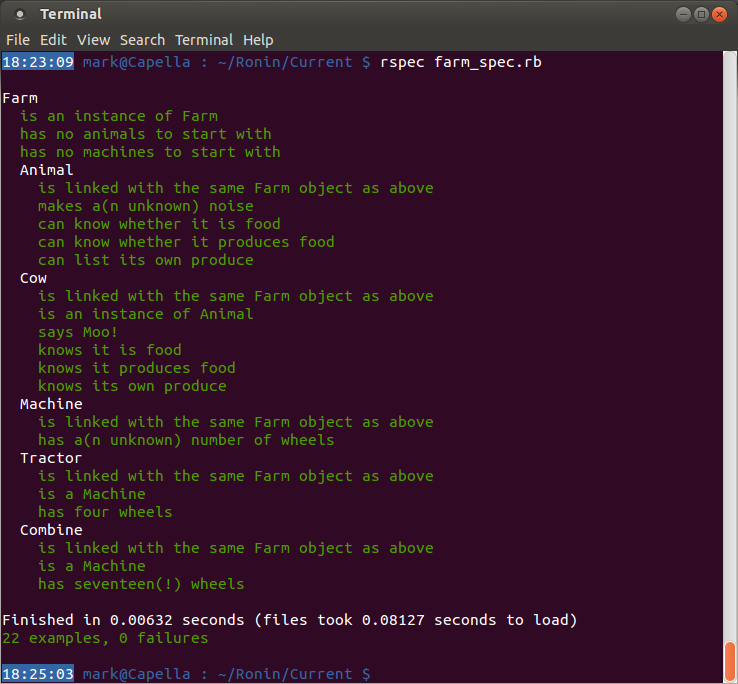 Terminal
File Edit View Search Terminal Help
18:23:09 mark@Capella : ~/Ronin/Current $ rspec farm_spec.rb
Farm
is an instance of Farm
has no animals to start with
has no machines to start with
Animal
is linked with the same Farm object as above
makes a(n unknown) noise
can know whether it is food
can know whether it produces food
can list its own produce
Cow
is linked with the same Farm object as above
is an instance of Animal
says Moo!
knows it is food
knows it produces food
knows its own produce
Machine
is linked with the same Farm object as above
has a(n unknown) number of wheels
Tractor
is linked with the same Farm object as above
is a Machine
has four wheels
Combine
is linked with the same Farm object as above
is a Machine
has seventeen(!) wheels
Finished in 0.00632 seconds (files took 0.08127 seconds to load)
22 examples, 0 failures
18:25:03 mark@Capella : ~/Ronin/Current $